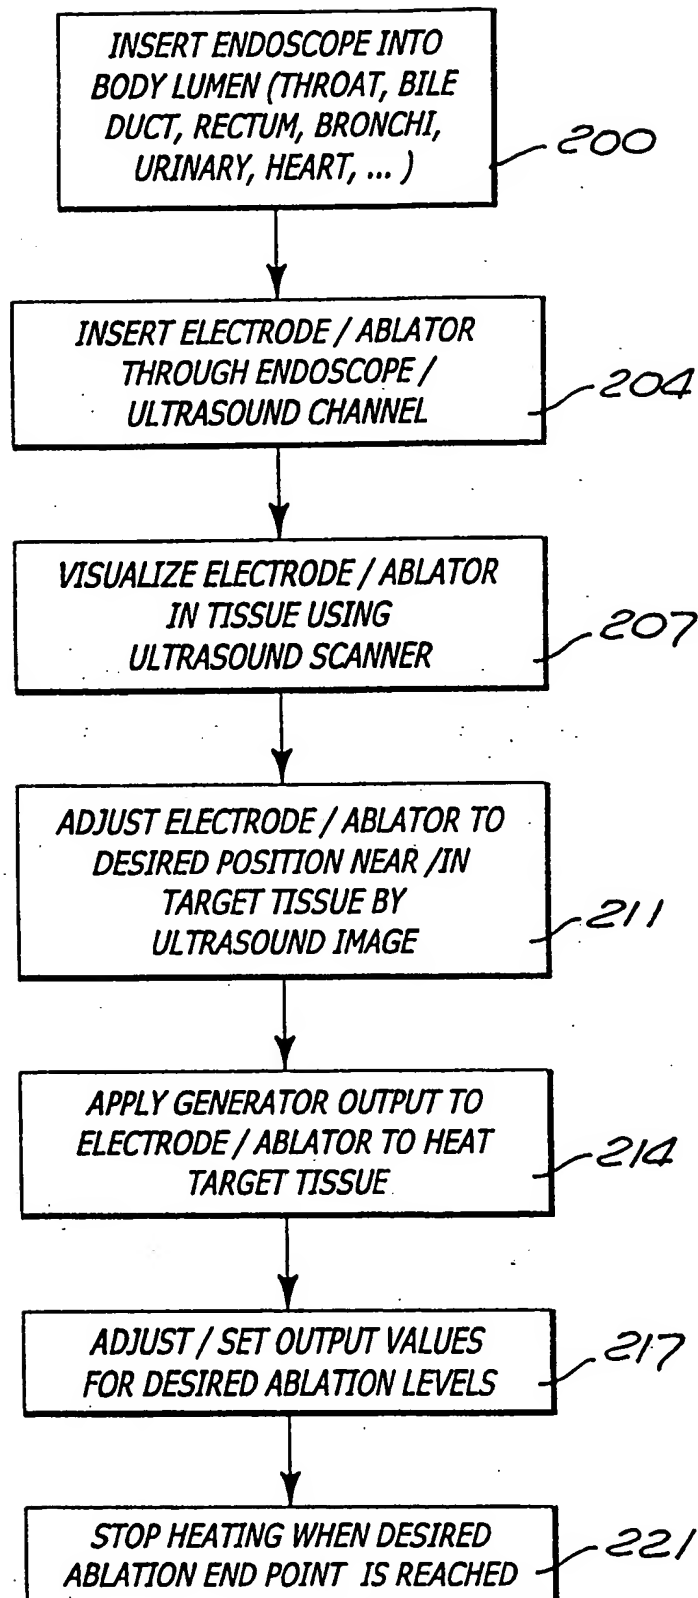 INSERT ENDOSCOPE INTO
BODY LUMEN (THROAT, BILE
DUCT, RECTUM, BRONCHI,
URINARY, HEART, ... )
200
INSERT ELECTRODE / ABLATOR
THROUGH ENDOSCOPE /
ULTRASOUND CHANNEL
204
VISUALIZE ELECTRODE / ABLATOR
IN TISSUE USING
ULTRASOUND SCANNER
207
ADJUST ELECTRODE / ABLATOR TO
DESIRED POSITION NEAR /IN
TARGET TISSUE BY
ULTRASOUND IMAGE
211
APPLY GENERATOR OUTPUT TO
ELECTRODE / ABLATOR TO HEAT
TARGET TISSUE
214
ADJUST / SET OUTPUT VALUES
FOR DESIRED ABLATION LEVELS
217
STOP HEATING WHEN DESIRED
ABLATION END POINT IS REACHED
221